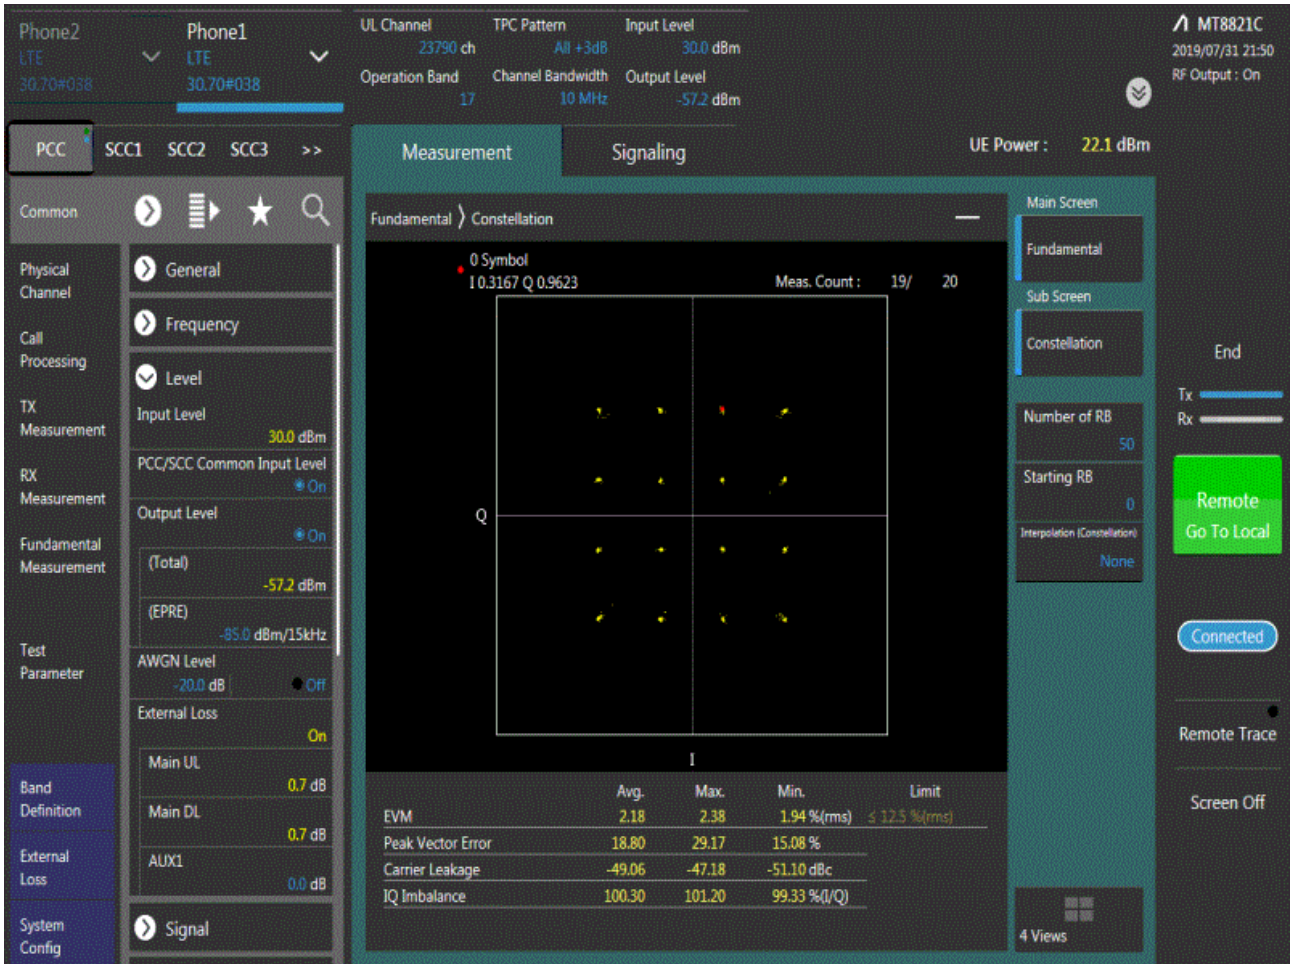 Phone2
LTE
30.70#038
Phone1
LTE
30.70#038
UL Channel
23790 ch
TPC Pattern
All +3dB
Input Level
30.0 dBm
Operation Band
17
Channel Bandwidth
10 MHz
Output Level
-57.2 dBm
MT8821C
2019/07/31 21:50
RF Output : On
PCC SCC1 SCC2 SCC3 >>
Measurement
Signaling
UE Power : 22.1 dBm
Common
Physical
Channel
Call
Processing
TX
Measurement
RX
Measurement
Fundamental
Measurement
Test
Parameter
Band
Definition
External
Loss
System
Config
General
Frequency
Level
Input Level
30.0 dBm
PCC/SCC Common Input Level
On
Output Level
On
(Total)
-57.2 dBm
(EPRE)
-85.0 dBm/15kHz
AWGN Level
-20.0 dB Off
External Loss
On
Main UL
0.7 dB
Main DL
0.7 dB
AUX1
0.0 dB
Signal
Fundamental 〉 Constellation
0 Symbol
I 0.3167 Q 0.9623
Meas. Count : 19/ 20
Q
I
Avg. Max. Min. Limit
EVM 2.18 2.38 1.94 %(rms) ≤ 12.5 %(rms)
Peak Vector Error 18.80 29.17 15.08 %
Carrier Leakage -49.06 -47.18 -51.10 dBc
IQ Imbalance 100.30 101.20 99.33 %(I/Q)
Main Screen
Fundamental
Sub Screen
Constellation
Number of RB
50
Starting RB
0
Interpolation (Constellation)
None
4 Views
End
Tx
Rx
Remote
Go To Local
Connected
Remote Trace
Screen Off